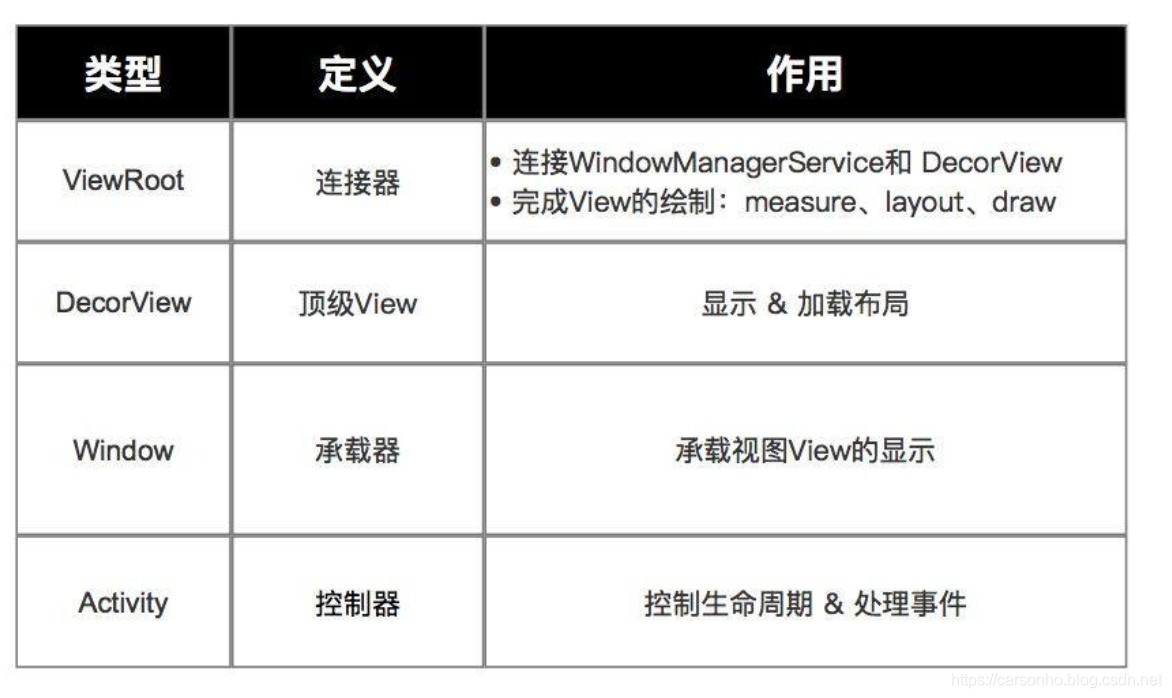 类型 定义 作用
ViewRoot 连接器
• 连接WindowManagerService和 DecorView
• 完成View的绘制：measure、layout、draw
DecorView 顶级View 显示 & 加载布局
Window 承载器 承载视图View的显示
Activity 控制器 控制生命周期 & 处理事件
https://carsonho.blog.csdn.net